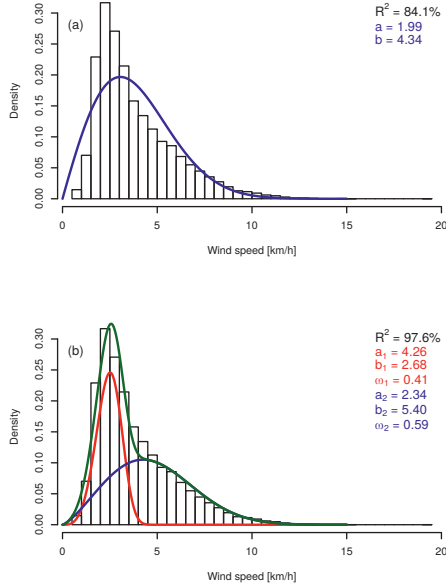 (a)
R² = 84.1%
a = 1.99
b = 4.34
Density
0.00
0.05
0.10
0.15
0.20
0.25
0.30
0
5
10
15
20
Wind speed [km/h]
(b)
R² = 97.6%
a₁ = 4.26
b₁ = 2.68
ω₁ = 0.41
a₂ = 2.34
b₂ = 5.40
ω₂ = 0.59
Density
0.00
0.05
0.10
0.15
0.20
0.25
0.30
0
5
10
15
20
Wind speed [km/h]